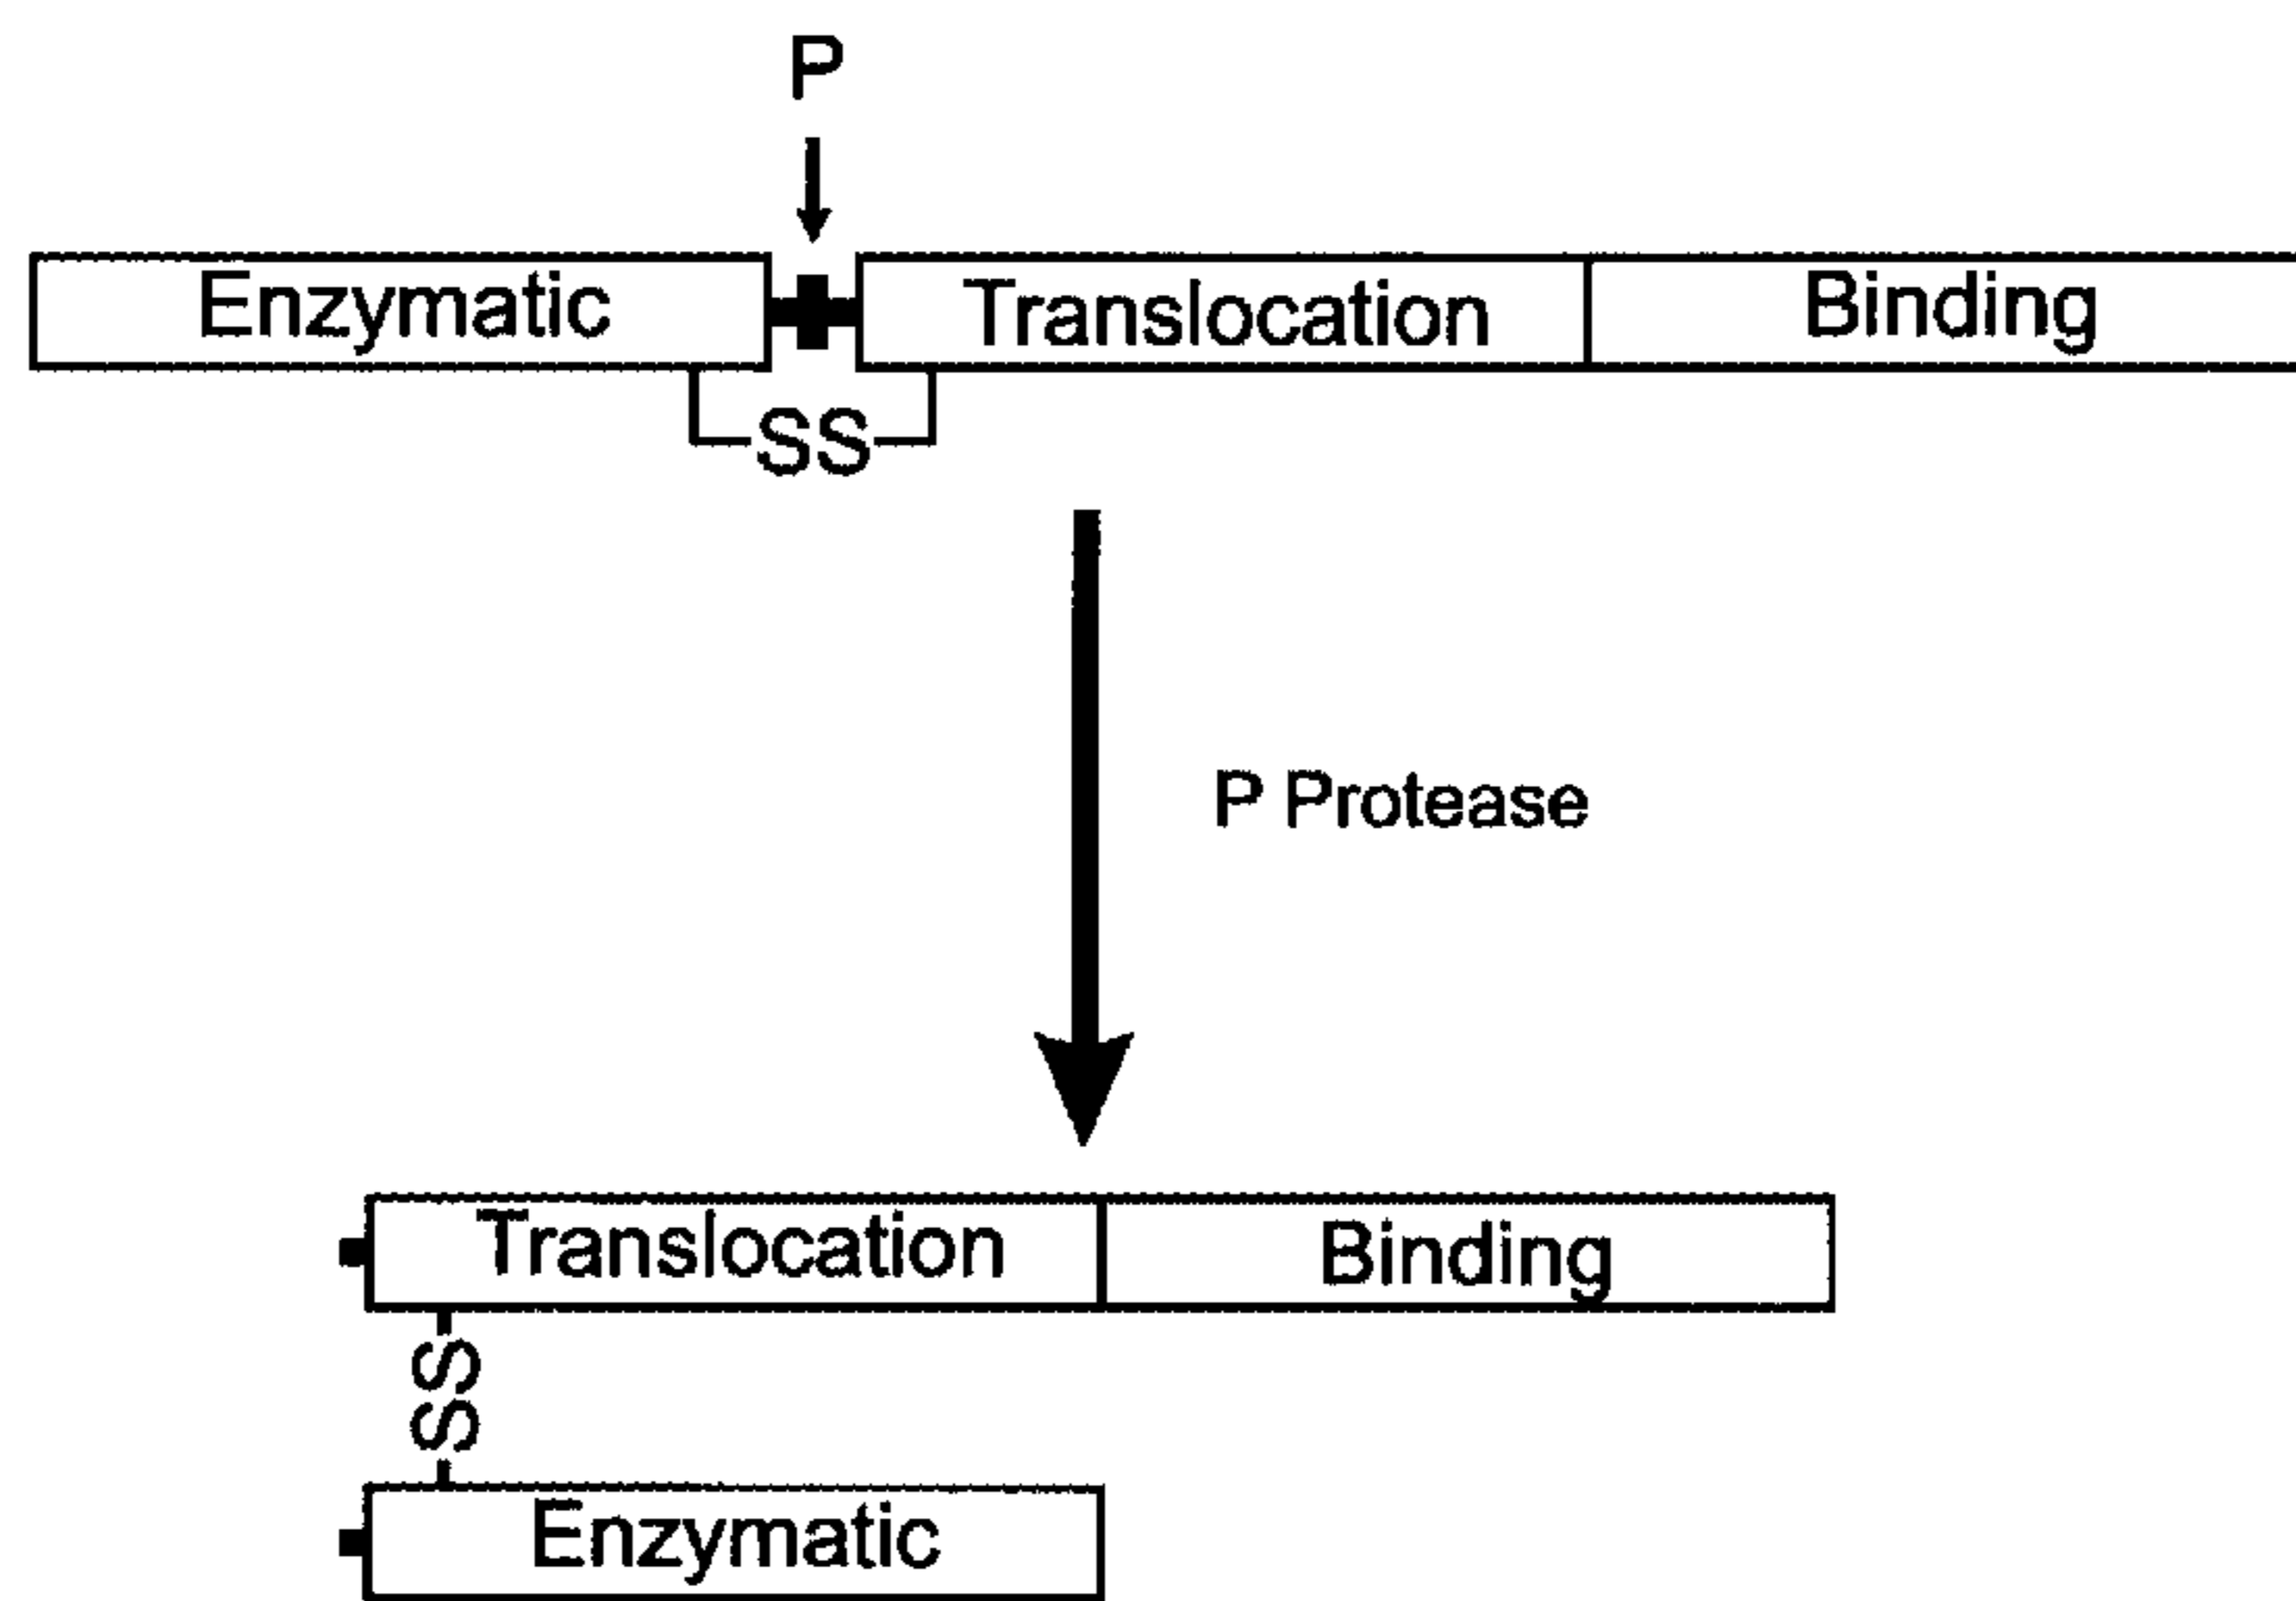 P
Enzymatic
Translocation
Binding
SS
P Protease
Translocation
Binding
SS
Enzymatic